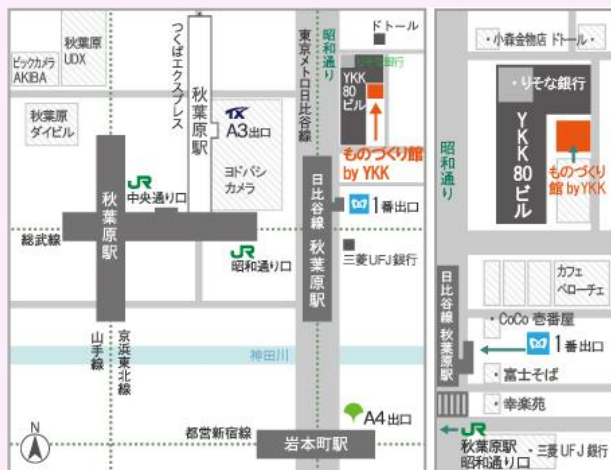 ドトール
秋葉原
UDX
ビックカメラ
AKIBA
つくばエクスプレス
秋葉原駅
東京メトロ日比谷線
昭和通り
りそな銀行
YKK
80
ビル
秋葉原
ダイビル
TX
A3出口
ヨドバシ
カメラ
ものづくり館
by YKK
JR
中央通り口
秋葉原駅
総武線
JR
昭和通り口
日比谷線 秋葉原駅
1番出口
三菱UFJ銀行
山手線
京浜東北線
神田川
N
都営新宿線
A4出口
岩本町駅
・小森金物店
ドトール・
・りそな銀行
YKK80ビル
昭和通り
ものづくり
館 by YKK
カフェ
ベローチェ
日比谷線 秋葉原駅
・CoCo壱番屋
1番出口
・富士そば
・幸楽苑
JR
秋葉原駅
昭和通り口
・三菱UFJ銀行